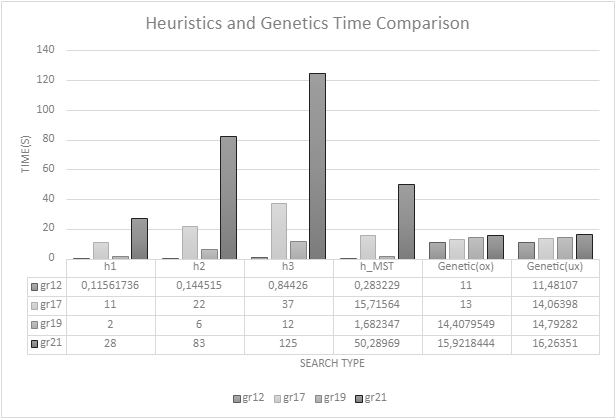 Heuristics and Genetics Time Comparison
140
120
100
80
60
40
20
0
TIME(S)
h1 h2 h3 h_MST Genetic(ox) Genetic(ux)
gr12 0,11561736 0,144515 0,84426 0,283229 11 11,48107
gr17 11 22 37 15,71564 13 14,06398
gr19 2 6 12 1,682347 14,4079549 14,79282
gr21 28 83 125 50,28969 15,9218444 16,26351
SEARCH TYPE
gr12 gr17 gr19 gr21